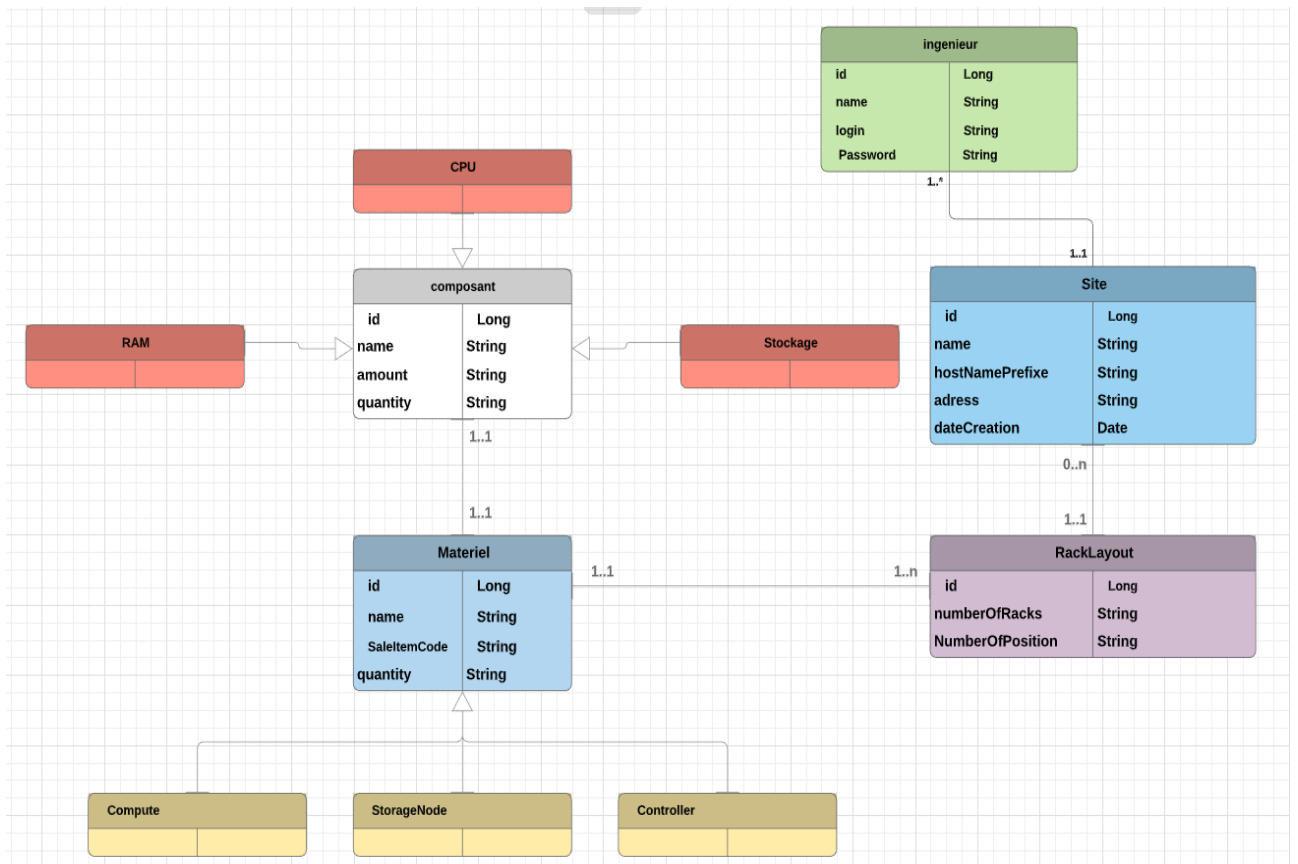 ingenieur
id Long
name String
login String
Password String
1..*
1..1
CPU
composant
id Long
name String
amount String
quantity String
RAM
Stockage
Site
id Long
name String
hostNamePrefixe String
adress String
dateCreation Date
1..1
1..1
0..n
1..1
Materiel
id Long
name String
SaleItemCode String
quantity String
1..1
1..n
RackLayout
id Long
numberOfRacks String
NumberOfPosition String
Compute
StorageNode
Controller